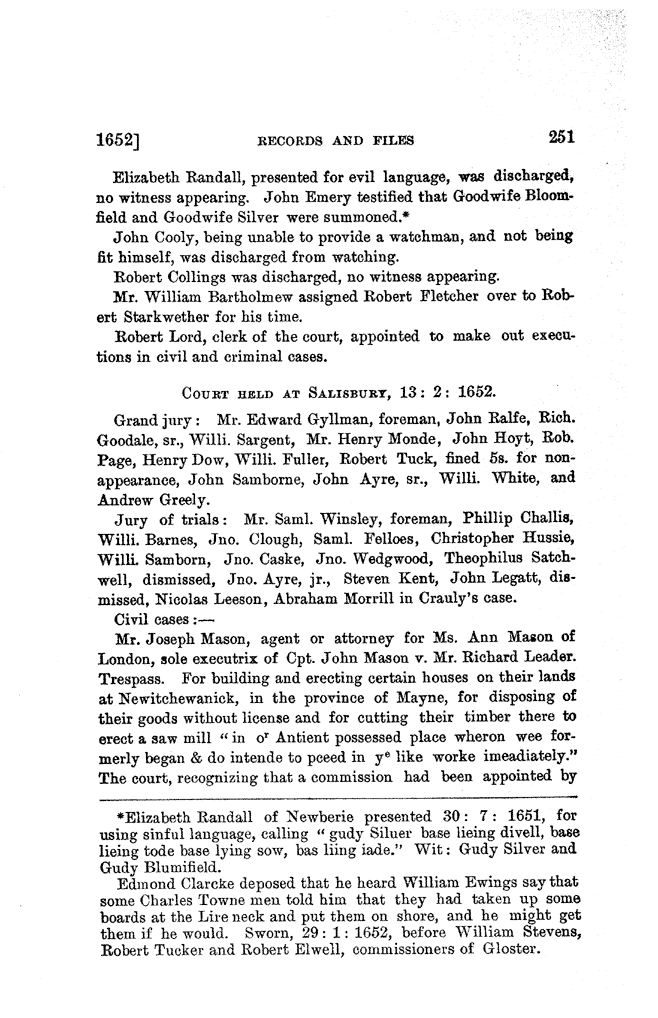 1652] RECORDS AND FILES 251
Elizabeth Randall, presented for evil language, was discharged,
no witness appearing. John Emery testified that Goodwife Bloom-
field and Goodwife Silver were summoned.*
John Cooly, being unable to provide a watchman, and not being
fit himself, was discharged from watching.
Robert Collings was discharged, no witness appearing.
Mr. William Bartholmew assigned Robert Fletcher over to Rob-
ert Starkwether for his time.
Robert Lord, clerk of the court, appointed to make out execu-
tions in civil and criminal cases.
COURT HELD AT SALISBURY, 13: 2: 1652.
Grand jury: Mr. Edward Gyllman, foreman, John Ralfe, Rich.
Goodale, sr., Willi. Sargent, Mr. Henry Monde, John Hoyt, Rob.
Page, Henry Dow, Willi. Fuller, Robert Tuck, fined 5s. for non-
appearance, John Samborne, John Ayre, sr., Willi. White, and
Andrew Greely.
Jury of trials: Mr. Saml. Winsley, foreman, Phillip Challis,
Willi. Barnes, Jno. Clough, Saml. Felloes, Christopher Hussie,
Willi. Samborn, Jno. Caske, Jno. Wedgwood, Theophilus Satch-
well, dismissed, Jno. Ayre, jr., Steven Kent, John Legatt, dis-
missed, Nicolas Leeson, Abraham Morrill in Crauly's case.
Civil cases:—
Mr. Joseph Mason, agent or attorney for Ms. Ann Mason of
London, sole executrix of Cpt. John Mason v. Mr. Richard Leader.
Trespass. For building and erecting certain houses on their lands
at Newitchewanick, in the province of Mayne, for disposing of
their goods without license and for cutting their timber there to
erect a saw mill "in oʳ Antient possessed place wheron wee for-
merly began & do intende to pceed in yᵉ like worke imeadiately."
The court, recognizing that a commission had been appointed by
*Elizabeth Randall of Newberie presented 30: 7: 1651, for
using sinful language, calling "gudy Siluer base lieing divell, base
lieing tode base lying sow, bas liing iade." Wit: Gudy Silver and
Gudy Blumifield.
Edmond Clarcke deposed that he heard William Ewings say that
some Charles Towne men told him that they had taken up some
boards at the Lire neck and put them on shore, and he might get
them if he would. Sworn, 29: 1: 1652, before William Stevens,
Robert Tucker and Robert Elwell, commissioners of Gloster.